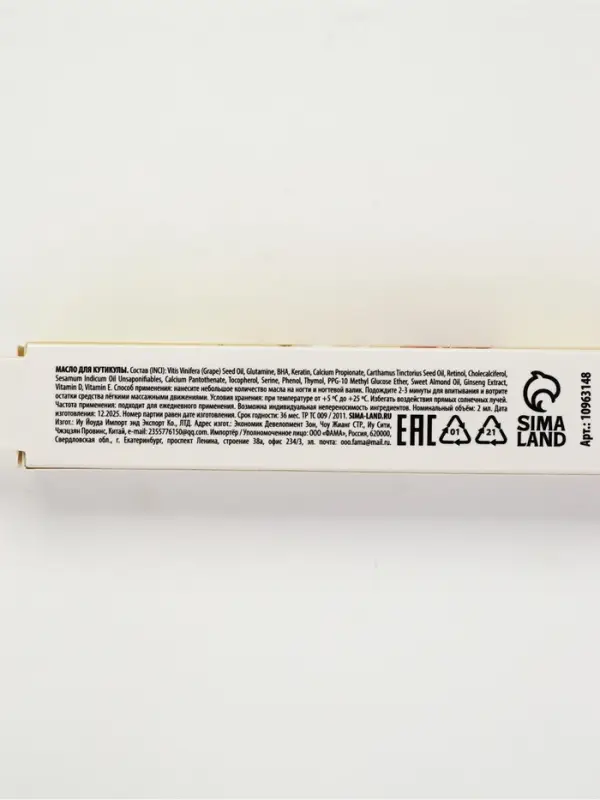 МАСЛО ДЛЯ КУТИКУЛЫ. Состав (INCI): Vitis Vinifera (Grape) Seed Oil, Glutamine, BHA, Keratin, Calcium Propionate, Carthamus Tinctorius Seed Oil, Retinol, Cholecalciferol,
Sesamum Indicum Oil Unsaponifiables, Calcium Pantothenate, Tocopherol, Serine, Phenol, Thymol, PPG-10 Methyl Glucose Ether, Sweet Almond Oil, Ginseng Extract,
Vitamin D, Vitamin E. Способ применения: нанесите небольшое количество масла на ногти и ногтевой валик. Подождите 2-3 минуты для впитывания и вотрите
остатки средства лёгкими массажными движениями. Условия хранения: при температуре от +5 °C до +25 °C. Избегать воздействия прямых солнечных лучей.
Частота применения: подходит для ежедневного применения. Возможна индивидуальная непереносимость ингредиентов. Номинальный объём: 2 мл. Дата
изготовления: 12.2025. Номер партии равен дате изготовления. Срок годности: 36 мес. ТР ТС 009 / 2011. SIMA-LAND.RU
Изгот.: Иу Йоуда Импорт энд Экспорт Ко., ЛТД. Адрес изгот.: Экономик Девелопмент Зон, Чоу Жианг СТР., Иу Сити,
Чжэцзян Провинс, Китай, e-mail: 2355776150@qq.com. Импортёр / Уполномоченное лицо: ООО «ФАМА», Россия, 620000,
Свердловская обл., г. Екатеринбург, проспект Ленина, строение 38а, офис 234/3, эл. почта: ooo.fama@mail.ru.
EAC
01
21
SIMA
LAND
Арт.: 10963148